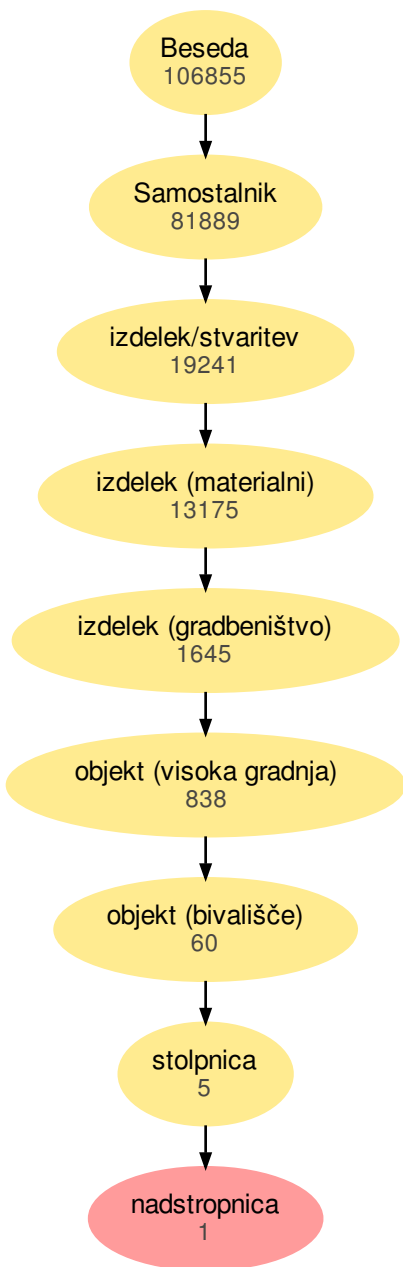 Beseda
106855
Samostalnik
81889
izdelek/stvaritev
19241
izdelek (materialni)
13175
izdelek (gradbeništvo)
1645
objekt (visoka gradnja)
838
objekt (bivališče)
60
stolpnica
5
nadstropnica
1